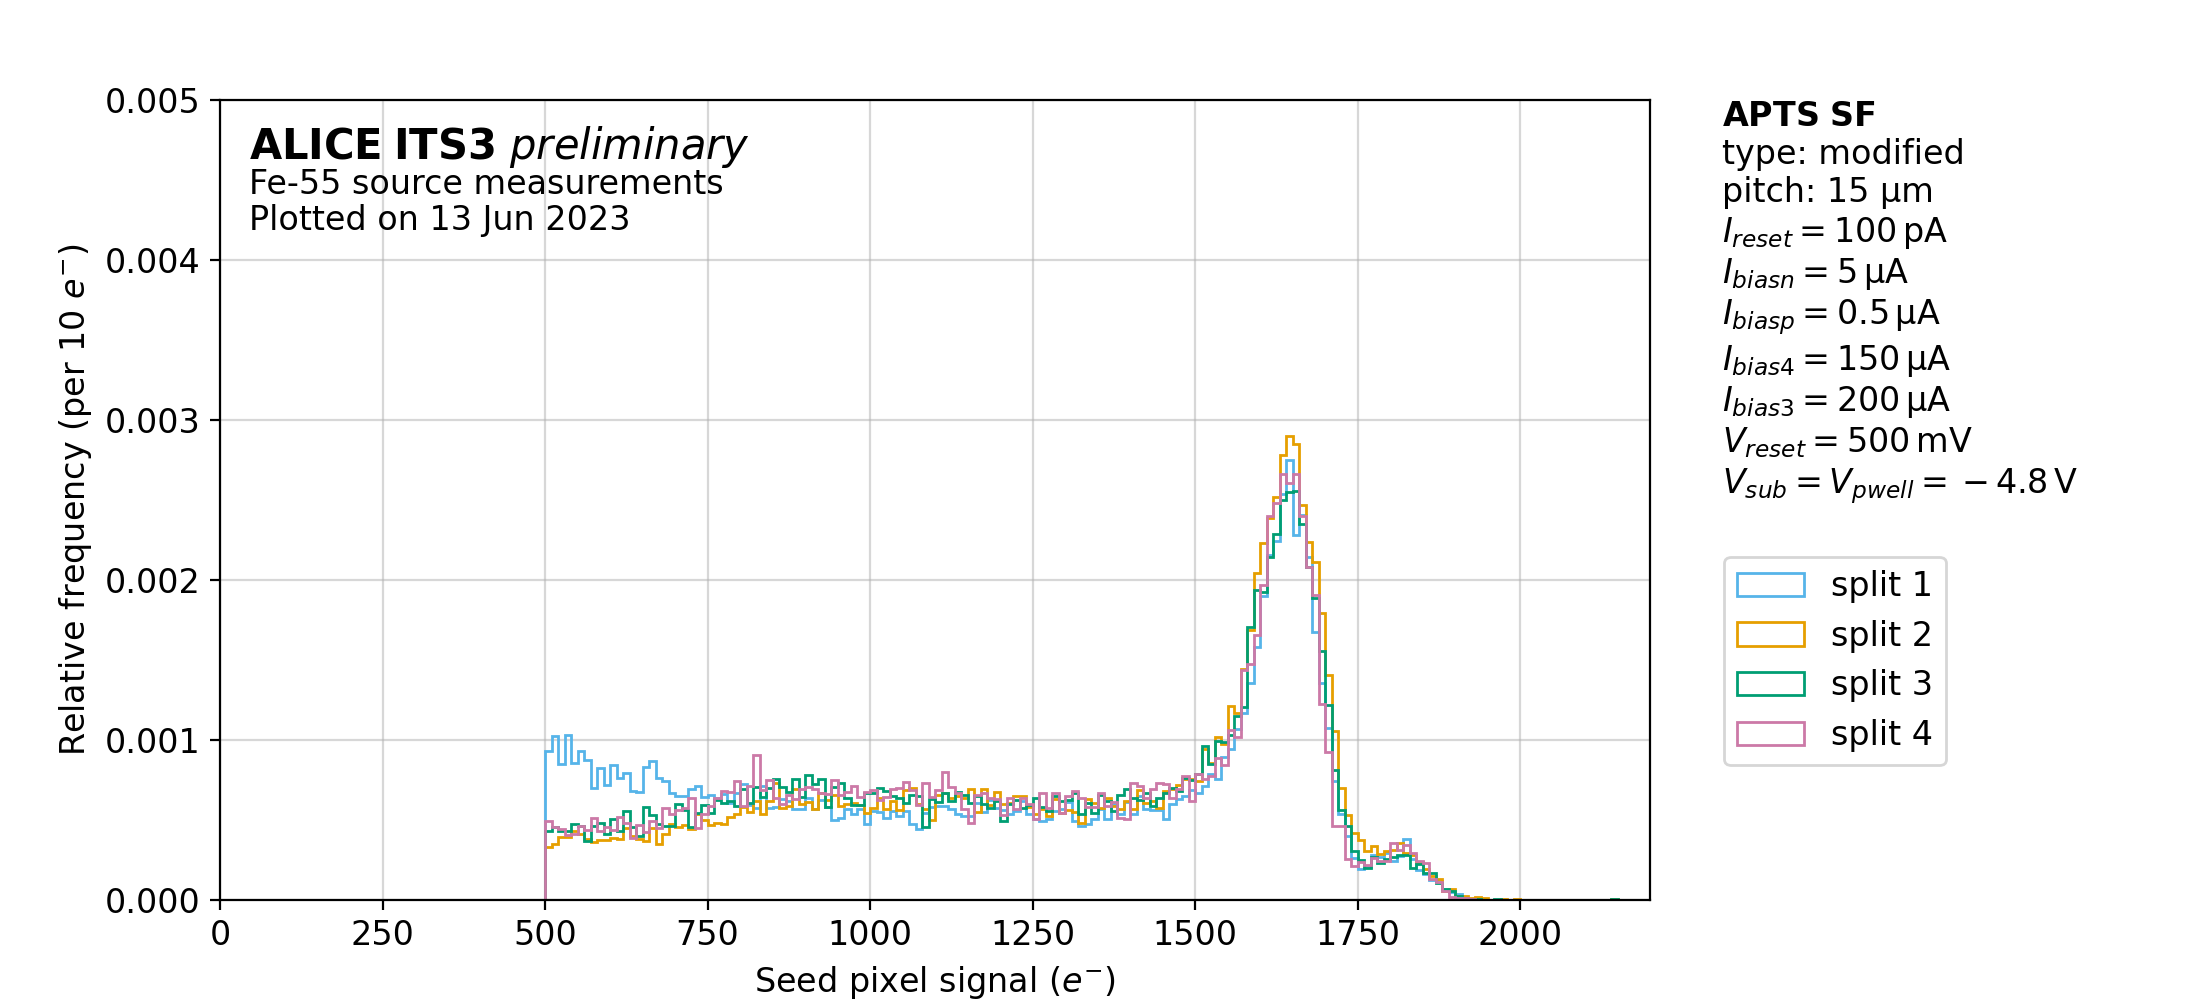 ALICE ITS3 preliminary
Fe-55 source measurements
Plotted on 13 Jun 2023
Relative frequency (per 10 e⁻)
0.005
0.004
0.003
0.002
0.001
0.000
0 250 500 750 1000 1250 1500 1750 2000
Seed pixel signal (e⁻)
APTS SF
type: modified
pitch: 15 μm
I_reset = 100 pA
I_biasn = 5 μA
I_biasp = 0.5 μA
I_bias4 = 150 μA
I_bias3 = 200 μA
V_reset = 500 mV
V_sub = V_pwell = −4.8 V
split 1
split 2
split 3
split 4